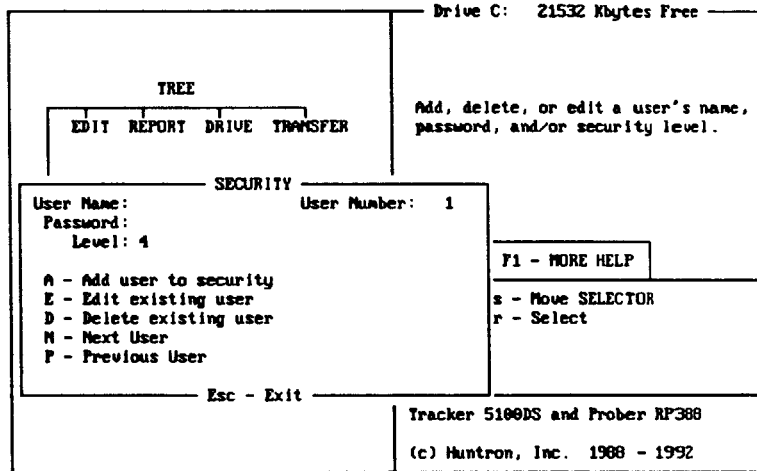 Drive C: 21532 Kbytes Free
TREE
EDIT REPORT DRIVE TRANSFER
Add, delete, or edit a user's name,
password, and/or security level.
SECURITY
User Name: User Number: 1
Password:
Level: 4
A - Add user to security
E - Edit existing user
D - Delete existing user
N - Next User
P - Previous User
Esc - Exit
F1 - MORE HELP
s - Move SELECTOR
r - Select
Tracker 5100DS and Prober RP388
(c) Huntron, Inc. 1988 - 1992